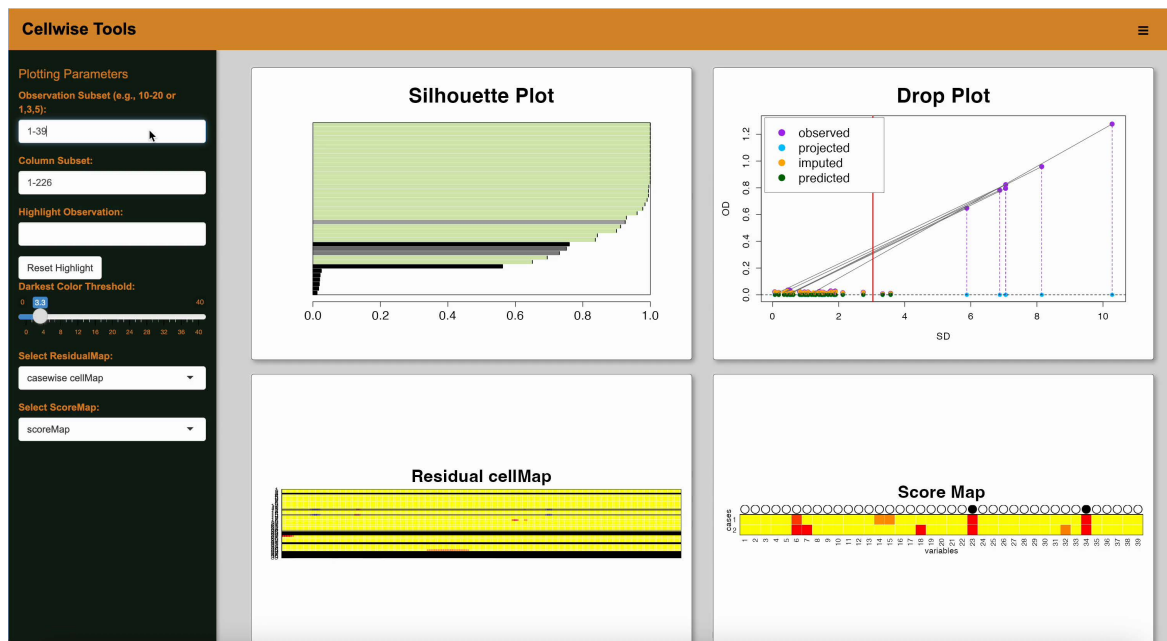 Cellwise Tools
Plotting Parameters
Observation Subset (e.g., 10-20 or
1,3,5):
1-39
Column Subset:
1-226
Highlight Observation:
Reset Highlight
Darkest Color Threshold:
0 3.3 40
0 4 8 12 16 20 24 28 32 36 40
Select ResidualMap:
casewise cellMap
Select ScoreMap:
scoreMap
Silhouette Plot
0.0 0.2 0.4 0.6 0.8 1.0
Drop Plot
observed
projected
imputed
predicted
OD
1.2
1.0
0.8
0.6
0.4
0.2
0.0
0 2 4 6 8 10
SD
Residual cellMap
Score Map
cases
1
2
1 2 3 4 5 6 7 8 9 10 11 12 13 14 15 16 17 18 19 20 21 22 23 24 25 26 27 28 29 30 31 32 33 34 35 36 37 38 39
variables